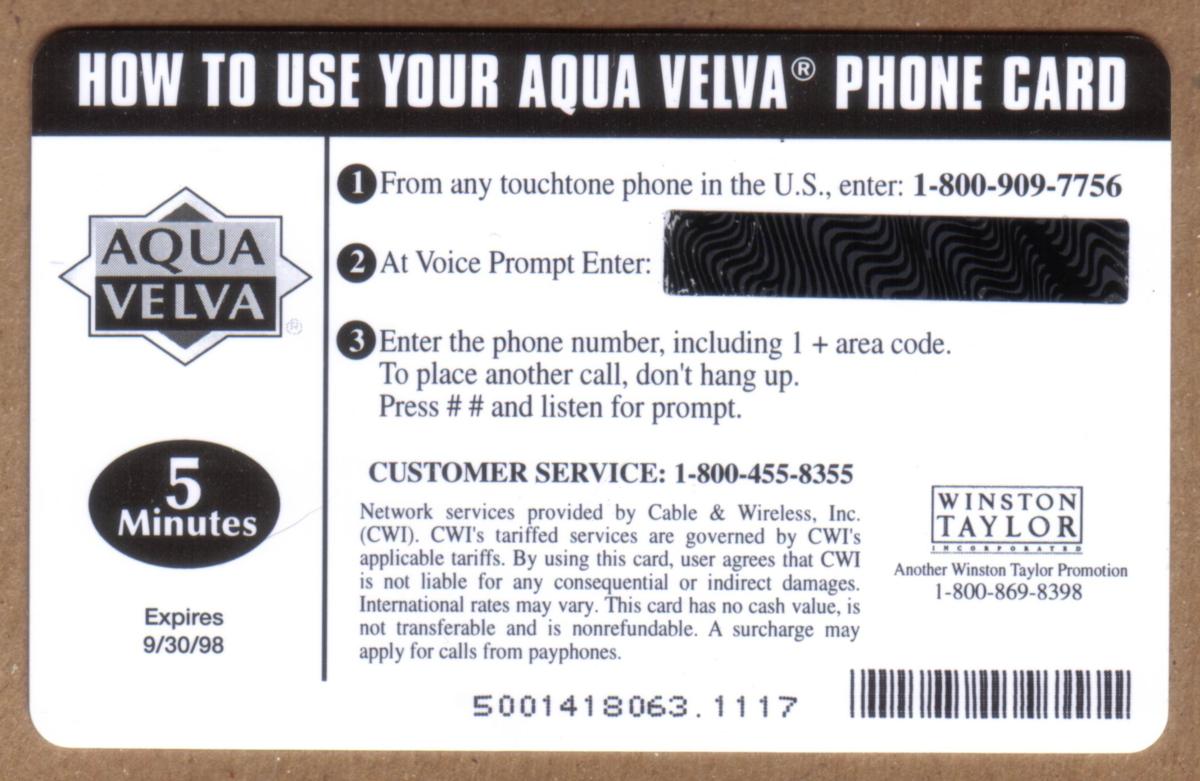 HOW TO USE YOUR AQUA VELVA® PHONE CARD
AQUA
VELVA
®
5
Minutes
Expires
9/30/98
1 From any touchtone phone in the U.S., enter: 1-800-909-7756
2 At Voice Prompt Enter:
3 Enter the phone number, including 1 + area code.
To place another call, don't hang up.
Press # # and listen for prompt.
CUSTOMER SERVICE: 1-800-455-8355
Network services provided by Cable & Wireless, Inc.
(CWI). CWI's tariffed services are governed by CWI's
applicable tariffs. By using this card, user agrees that CWI
is not liable for any consequential or indirect damages.
International rates may vary. This card has no cash value, is
not transferable and is nonrefundable. A surcharge may
apply for calls from payphones.
WINSTON
TAYLOR
INCORPORATED
Another Winston Taylor Promotion
1-800-869-8398
5001418063.1117